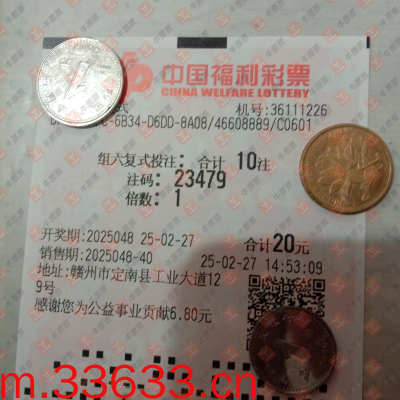 中国福利彩票
CHINA WELFARE LOTTERY
式
机号:36111226
6B34-D6DD-8A08/46608889/C0601
组六复式投注: 合计 10注
注码: 23479
倍数: 1
开奖期:2025048 25-02-27
合计20元
销售期:2025048-40
25-02-27 14:53:09
地址:赣州市定南县工业大道12
9号
感谢您为公益事业贡献6.80元
m.33633.cn